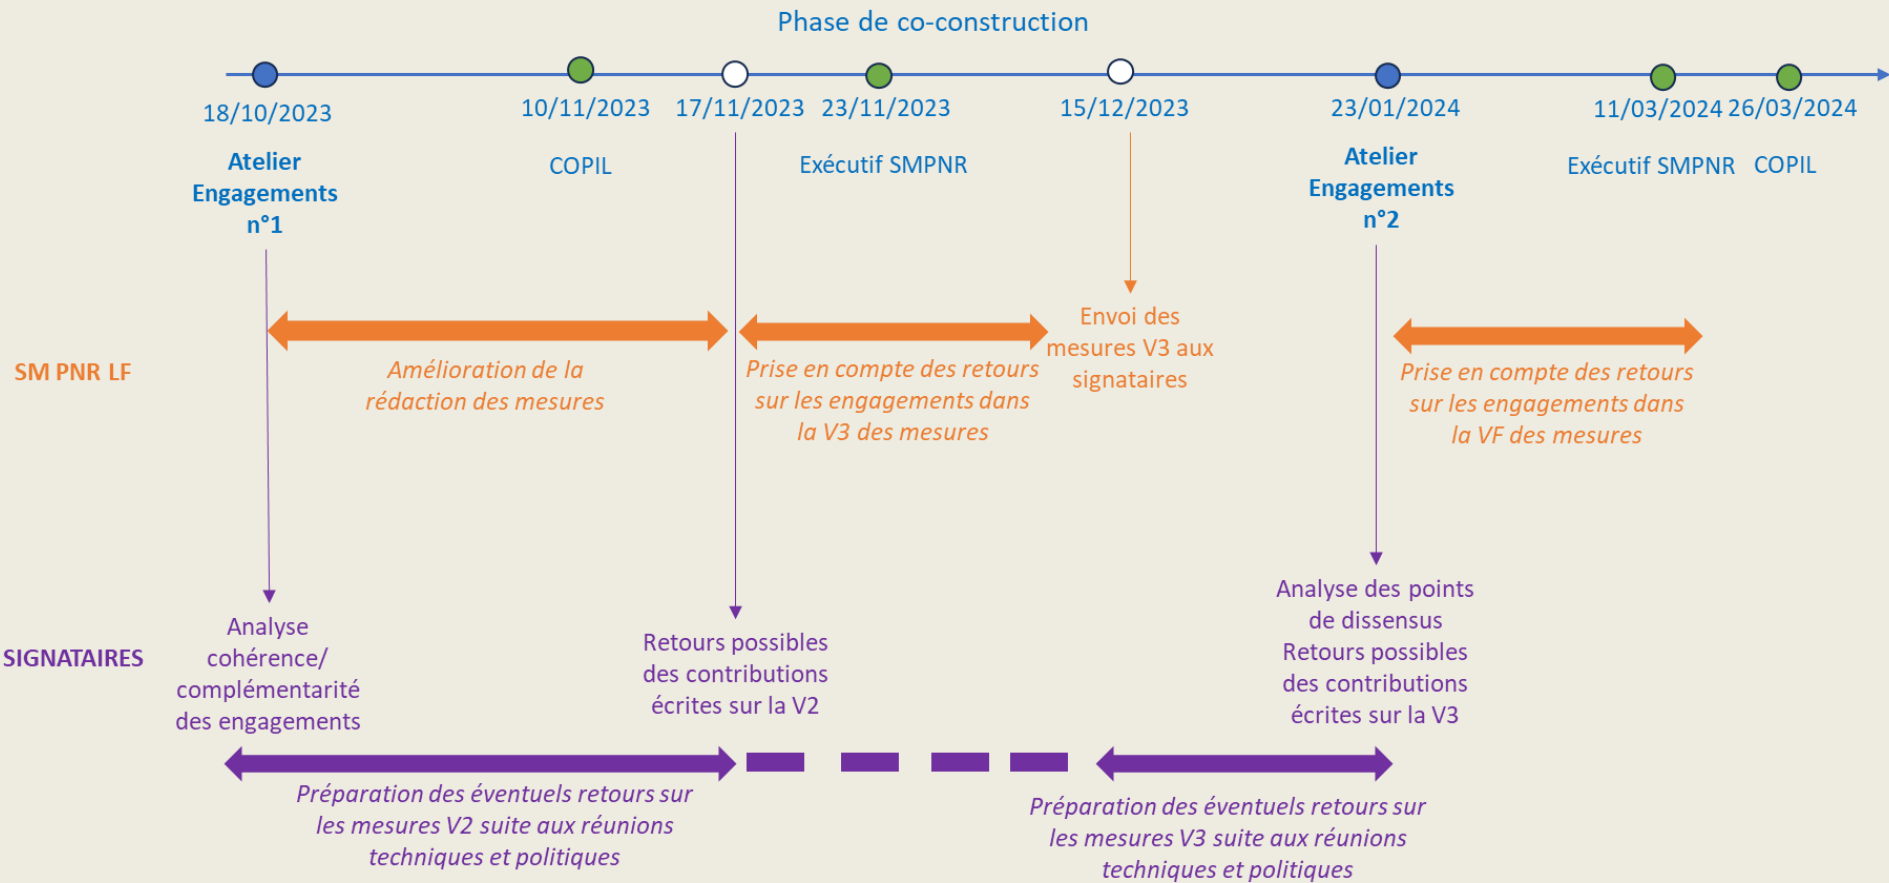 Phase de co-construction
18/10/2023
10/11/2023
17/11/2023
23/11/2023
15/12/2023
23/01/2024
11/03/2024
26/03/2024
Atelier
Engagements
n°1
COPIL
Exécutif SMPNR
Atelier
Engagements
n°2
Exécutif SMPNR
COPIL
SM PNR LF
Amélioration de la
rédaction des mesures
Prise en compte des retours
sur les engagements dans
la V3 des mesures
Envoi des
mesures V3 aux
signataires
Prise en compte des retours
sur les engagements dans
la VF des mesures
SIGNATAIRES
Analyse
cohérence/
complémentarité
des engagements
Retours possibles
des contributions
écrites sur la V2
Analyse des points
de dissensus
Retours possibles
des contributions
écrites sur la V3
Préparation des éventuels retours sur
les mesures V2 suite aux réunions
techniques et politiques
Préparation des éventuels retours sur
les mesures V3 suite aux réunions
techniques et politiques